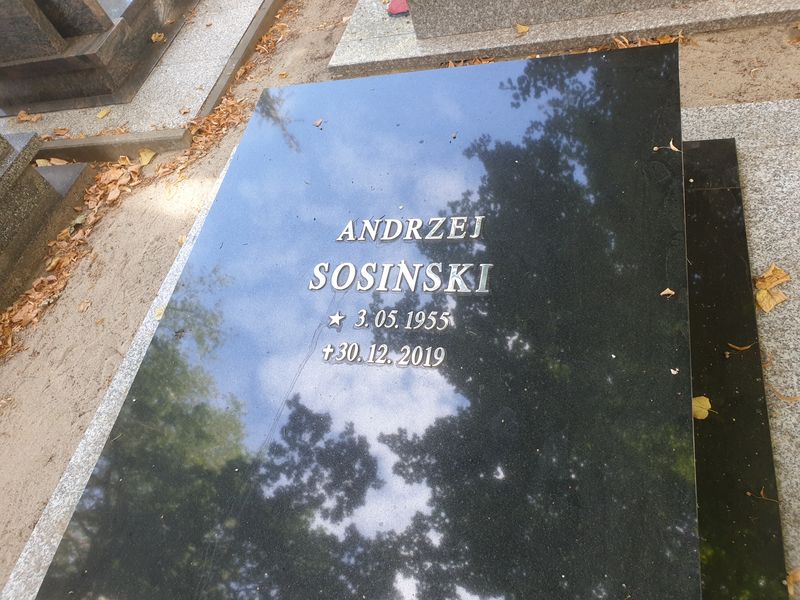 ANDRZEJ
SOSIŃSKI
★ 3.05.1955
✝30.12.2019